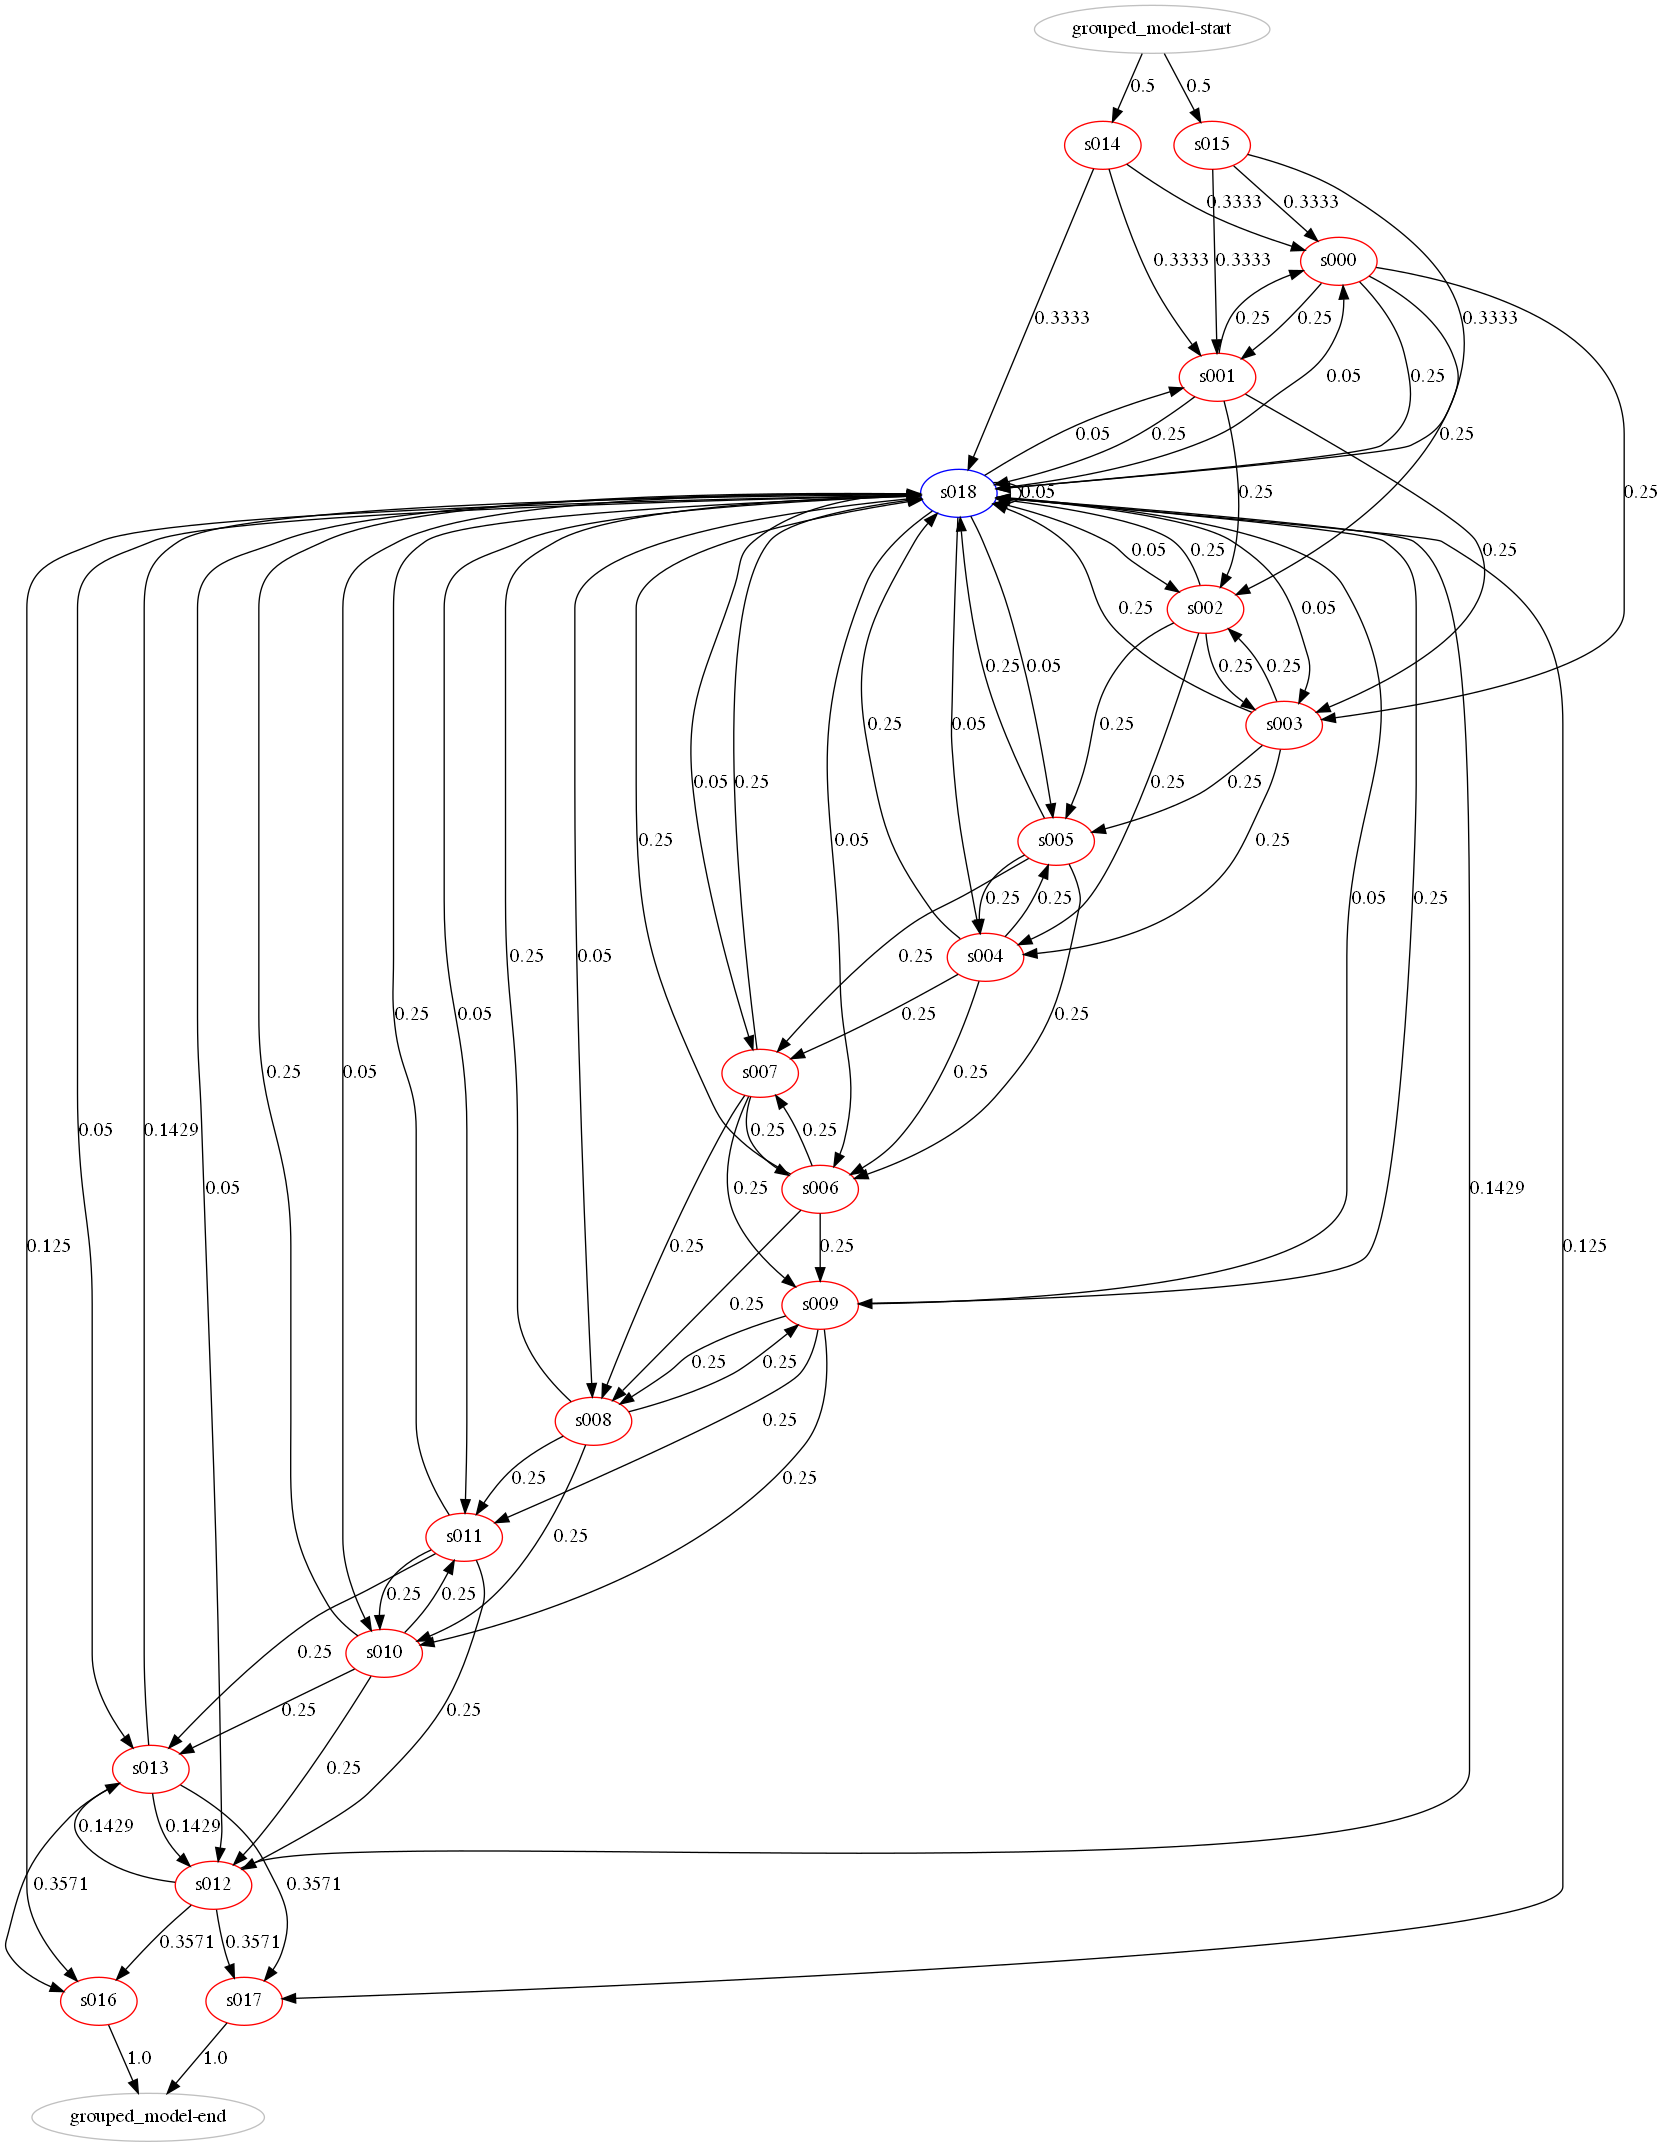 grouped_model-start
0.5 0.5
s014 s015
0.3333 0.3333
s000
0.3333 0.3333
0.3333 0.25 0.25 0.3333
s001 0.05 0.25
0.05 0.25 0.25
s018 0.05 0.25 0.25
0.05 0.25 0.25
s002 0.25 0.05
0.25 0.05 0.25 0.25
s003
0.25 0.05 0.25
0.05 0.25 0.25 0.25
s005 0.25 0.05 0.25
0.25 0.25 0.05 0.25
s004 0.25 0.05 0.25
0.25 0.05 0.25 0.25
s007 0.25 0.05 0.25
0.05 0.1429 0.25 0.25
s006 0.05 0.25 0.1429
0.125 0.25 0.25 0.125
s009 0.25
0.25 0.25
s008 0.25
0.25 0.25
s011 0.25
0.25 0.25
s010 0.25
0.25 0.25
s013 0.25
0.1429 0.1429
s012 0.3571 0.3571
0.3571 0.3571
s016 s017
1.0 1.0
grouped_model-end